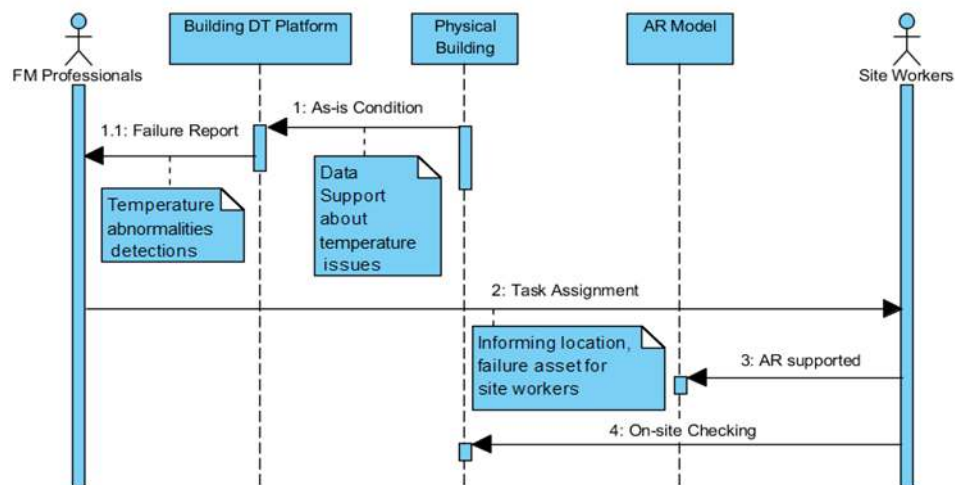 Building DT Platform
Physical
Building
AR Model
FM Professionals
Site Workers
1: As-is Condition
1.1: Failure Report
Data
Support
about
temperature
issues
Temperature
abnormalities
detections
2: Task Assignment
Informing location,
failure asset for
site workers
3: AR supported
4: On-site Checking